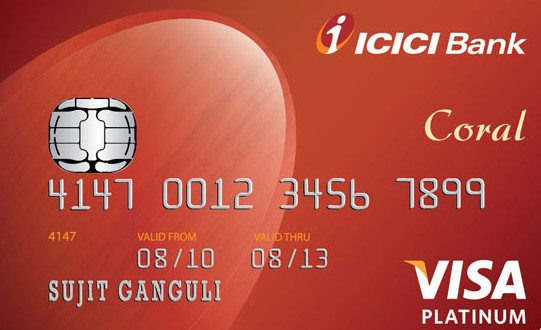 ICICI Bank
Coral
4147 0012 3456 7899
4147 VALID FROM VALID THRU
08/10 08/13
SUJIT GANGULI
VISA
PLATINUM